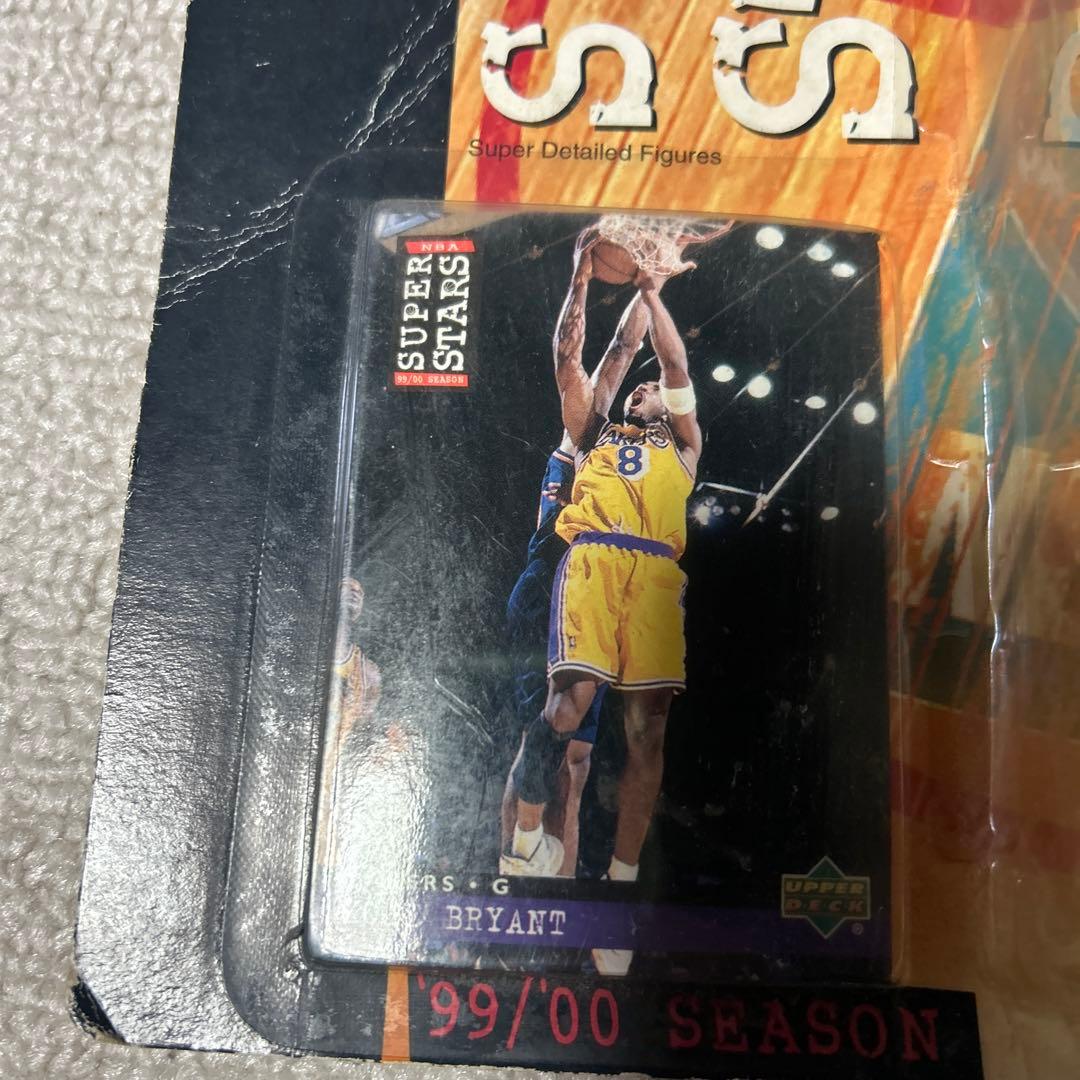 Super Detailed Figures
NBA
SUPER
STARS
99/00 SEASON
8
RS • G
BRYANT
UPPER
DECK
'99/'00 SEASON